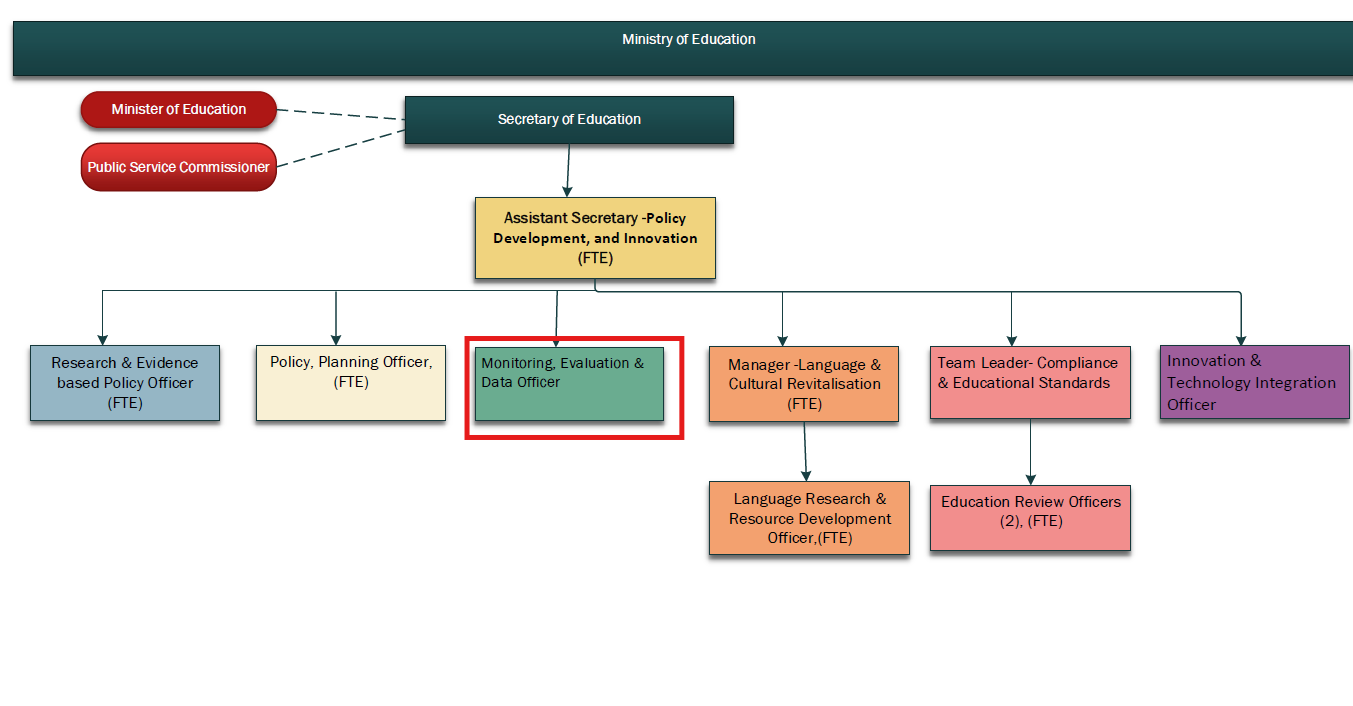 Ministry of Education
Minister of Education
Secretary of Education
Public Service Commissioner
Assistant Secretary -Policy
Development, and Innovation
(FTE)
Research & Evidence
based Policy Officer
(FTE)
Policy, Planning Officer,
(FTE)
Monitoring, Evaluation &
Data Officer
Manager -Language &
Cultural Revitalisation
(FTE)
Team Leader- Compliance
& Educational Standards
Innovation &
Technology Integration
Officer
Language Research &
Resource Development
Officer,(FTE)
Education Review Officers
(2), (FTE)